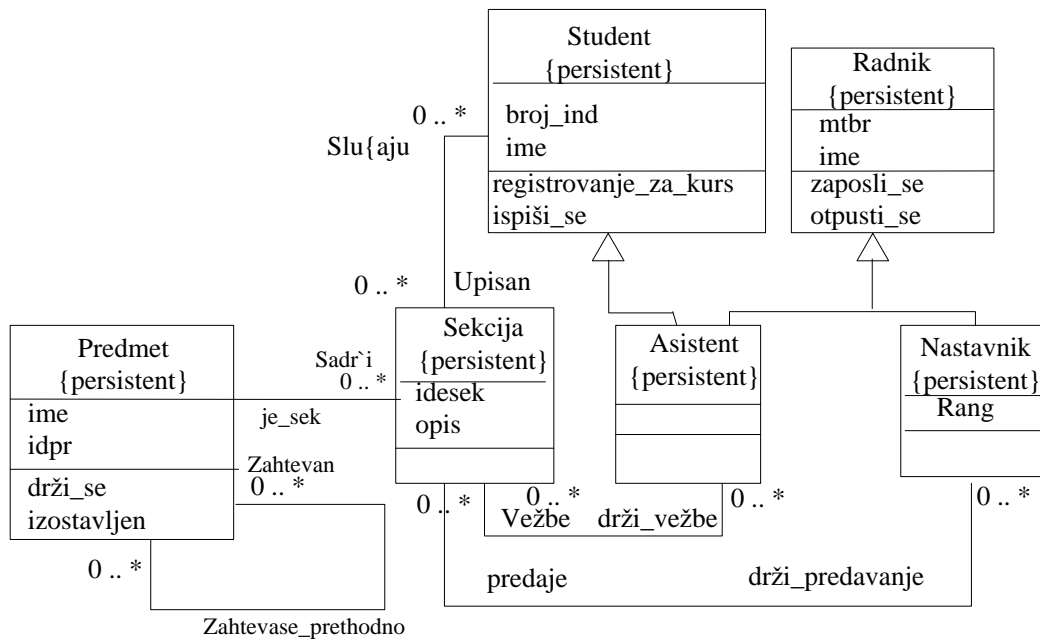 Student
{persistent}
broj_ind
ime
registrovanje_za_kurs
ispiši_se
Radnik
{persistent}
mtbr
ime
zaposli_se
otpusti_se
0 .. *
Slu{aju
0 .. *
Upisan
Predmet
{persistent}
ime
idpr
drži_se
izostavljen
Sadr`i
0 .. *
je_sek
Zahtevan
0 .. *
0 .. *
Zahtevase_prethodno
Sekcija
{persistent}
idesek
opis
Asistent
{persistent}
Nastavnik
{persistent}
Rang
0 .. *
0 .. *
Vežbe
drži_vežbe
0 .. *
0 .. *
predaje
drži_predavanje